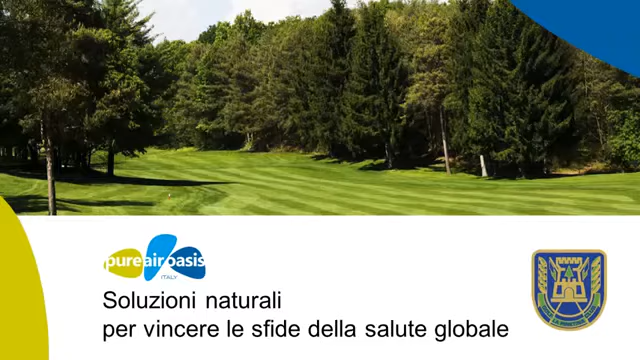 pureairoasis
ITALY
Soluzioni naturali
per vincere le sfide della salute globale